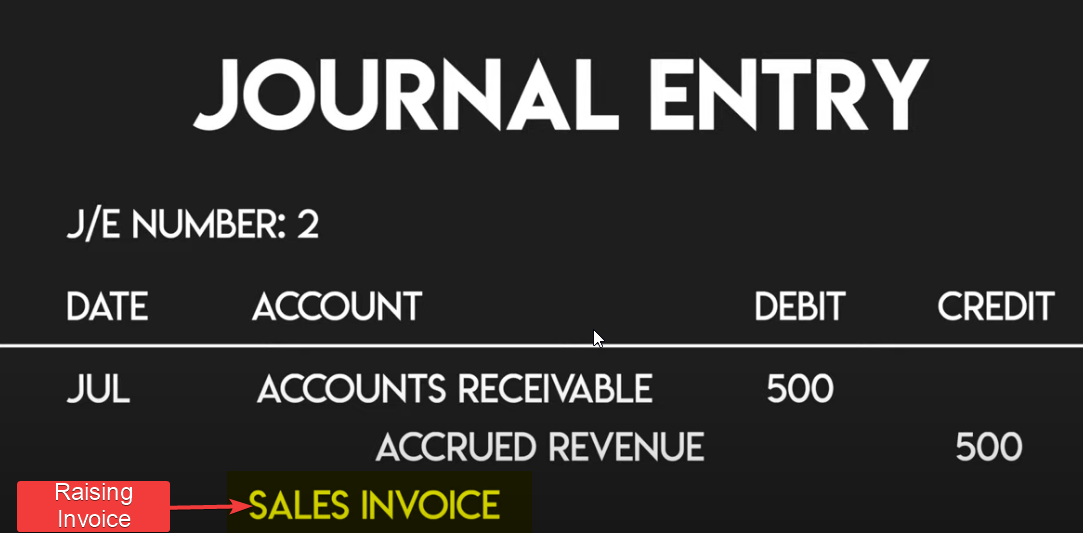 JOURNAL ENTRY
J/E NUMBER: 2
DATE ACCOUNT DEBIT CREDIT
JUL ACCOUNTS RECEIVABLE 500
ACCRUED REVENUE 500
Raising
Invoice
SALES INVOICE